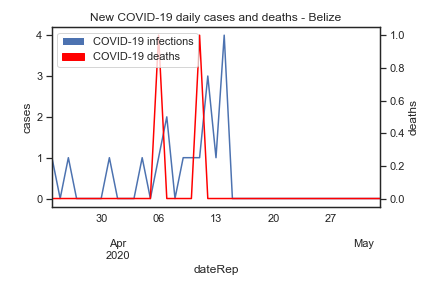 New COVID-19 daily cases and deaths - Belize
COVID-19 infections
COVID-19 deaths
cases
4
3
2
1
0
deaths
1.0
0.8
0.6
0.4
0.2
0.0
30 06 13 20 27
Apr May
2020
dateRep